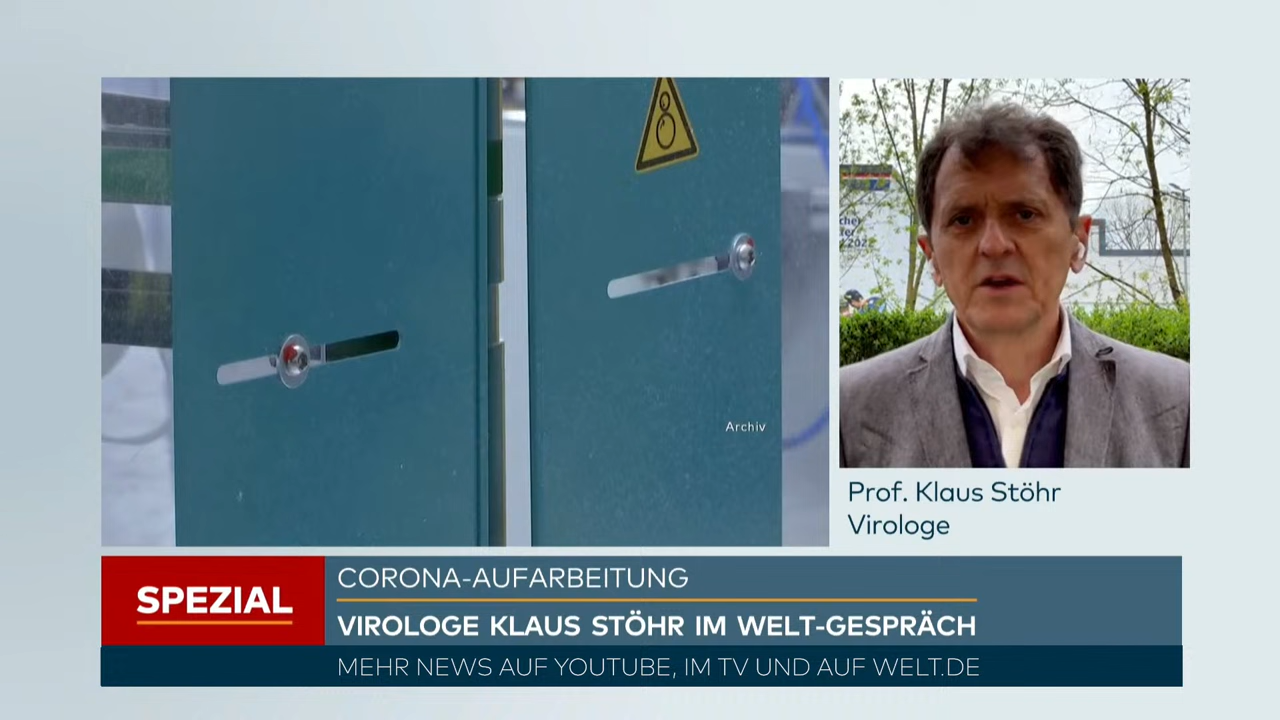 Archiv
Prof. Klaus Stöhr
Virologe
SPEZIAL
CORONA-AUFARBEITUNG
VIROLOGE KLAUS STÖHR IM WELT-GESPRÄCH
MEHR NEWS AUF YOUTUBE, IM TV UND AUF WELT.DE